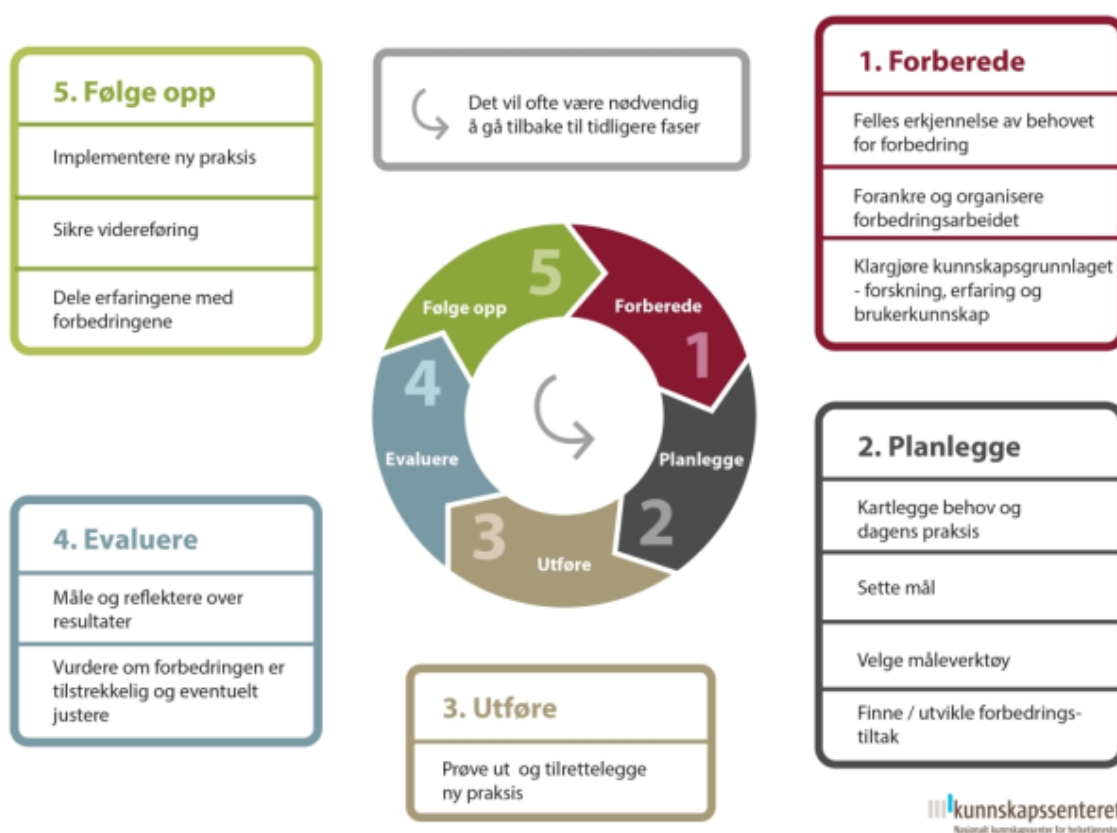 5. Følge opp
Implementere ny praksis
Sikre videreføring
Dele erfaringene med
forbedringene
Det vil ofte være nødvendig
å gå tilbake til tidligere faser
1. Forberede
Felles erkjennelse av behovet
for forbedring
Forankre og organisere
forbedringsarbeidet
Klargjøre kunnskapsgrunnlaget
- forskning, erfaring og
brukerkunnskap
5
Følge opp
Forberede
1
4
Evaluere
Planlegge
2
3
Utføre
2. Planlegge
Kartlegge behov og
dagens praksis
Sette mål
Velge måleverktøy
Finne / utvikle forbedrings-
tiltak
4. Evaluere
Måle og reflektere over
resultater
Vurdere om forbedringen er
tilstrekkelig og eventuelt
justere
3. Utføre
Prøve ut og tilrettelegge
ny praksis
kunnskapssenteret
Nasjonalt kunnskapssenter for